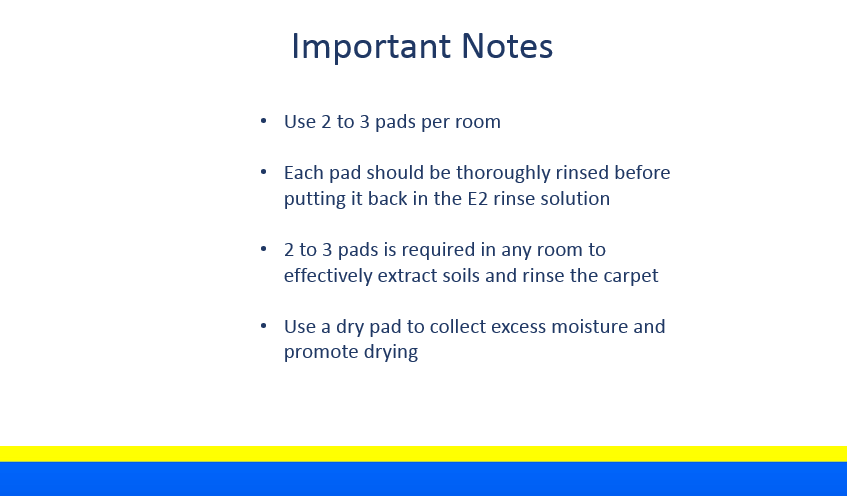 Important Notes
• Use 2 to 3 pads per room
• Each pad should be thoroughly rinsed before
putting it back in the E2 rinse solution
• 2 to 3 pads is required in any room to
effectively extract soils and rinse the carpet
• Use a dry pad to collect excess moisture and
promote drying